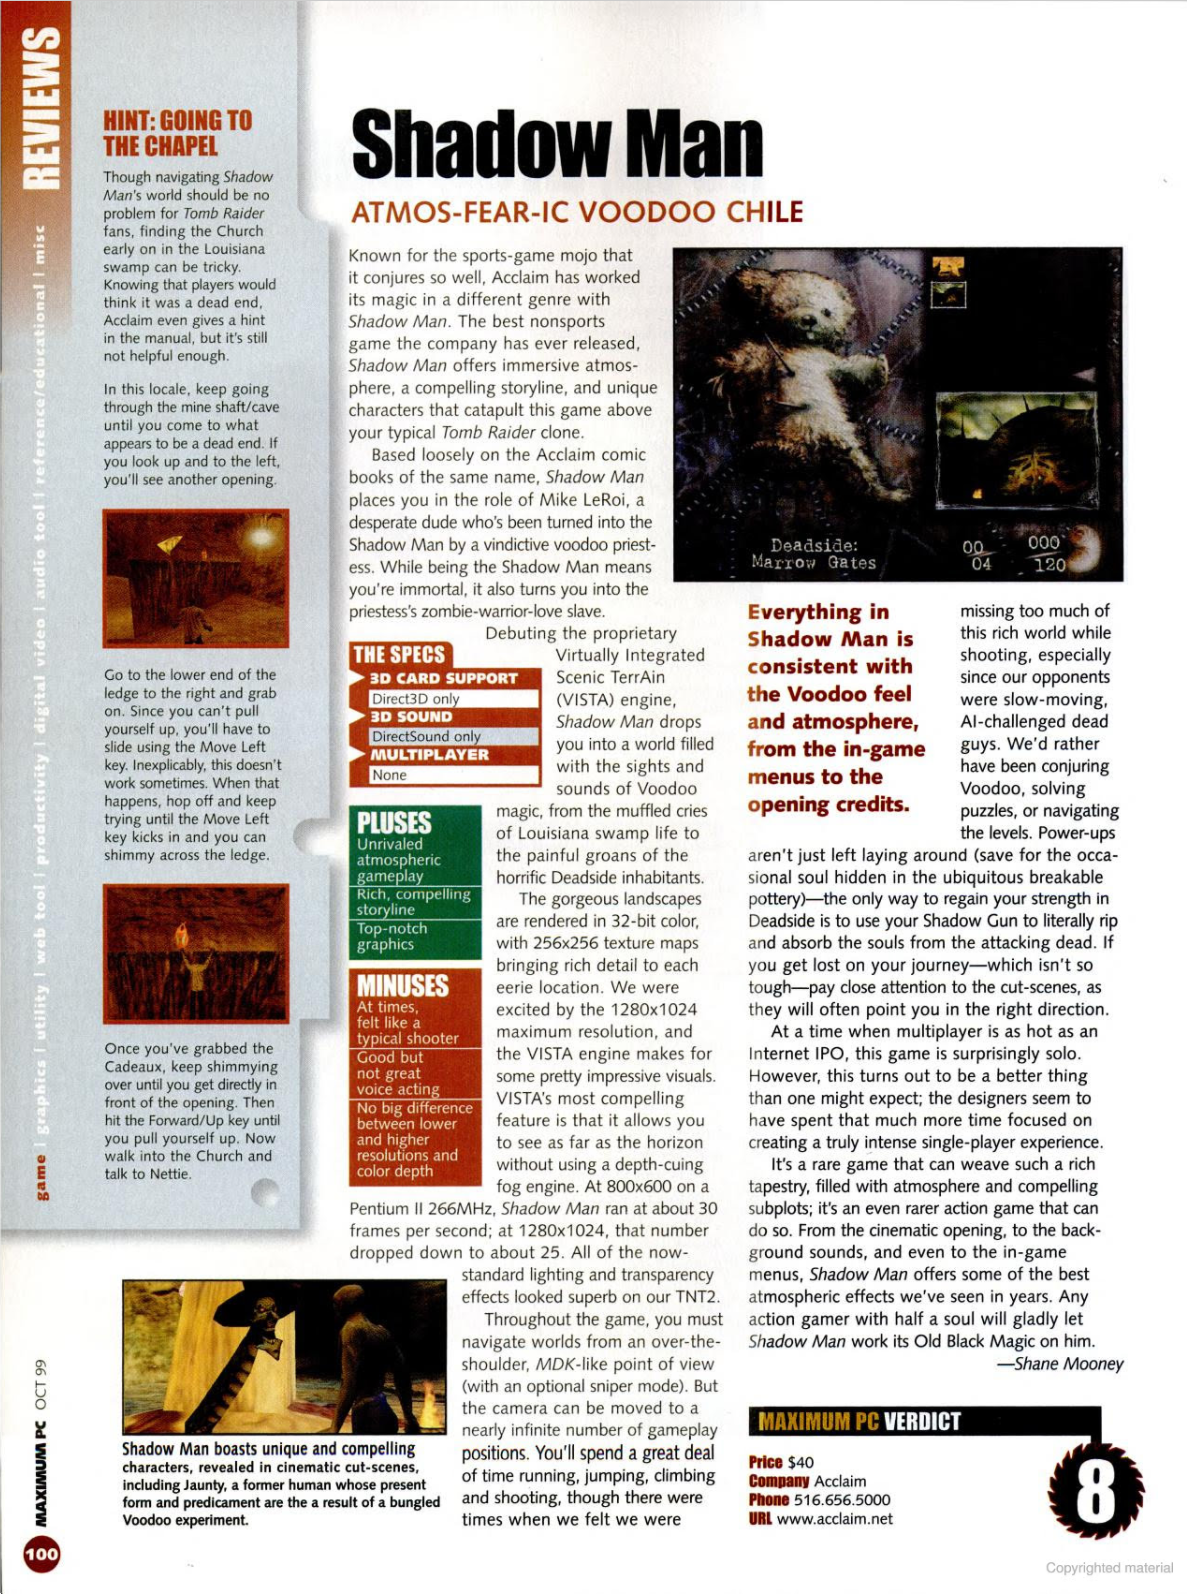 REVIEWS
game | graphics | utility | web tool | productivity | digital video | audio tool | reference/educational | misc
HINT: GOING TO
THE CHAPEL
Though navigating Shadow
Man's world should be no
problem for Tomb Raider
fans, finding the Church
early on in the Louisiana
swamp can be tricky.
Knowing that players would
think it was a dead end,
Acclaim even gives a hint
in the manual, but it's still
not helpful enough.
In this locale, keep going
through the mine shaft/cave
until you come to what
appears to be a dead end. If
you look up and to the left,
you'll see another opening.
Go to the lower end of the
ledge to the right and grab
on. Since you can't pull
yourself up, you'll have to
slide using the Move Left
key. Inexplicably, this doesn't
work sometimes. When that
happens, hop off and keep
trying until the Move Left
key kicks in and you can
shimmy across the ledge.
Once you've grabbed the
Cadeaux, keep shimmying
over until you get directly in
front of the opening. Then
hit the Forward/Up key until
you pull yourself up. Now
walk into the Church and
talk to Nettie.
Shadow Man
ATMOS-FEAR-IC VOODOO CHILE
Known for the sports-game mojo that
it conjures so well, Acclaim has worked
its magic in a different genre with
Shadow Man. The best nonsports
game the company has ever released,
Shadow Man offers immersive atmos-
phere, a compelling storyline, and unique
characters that catapult this game above
your typical Tomb Raider clone.
Based loosely on the Acclaim comic
books of the same name, Shadow Man
places you in the role of Mike LeRoi, a
desperate dude who's been turned into the
Shadow Man by a vindictive voodoo priest-
ess. While being the Shadow Man means
you're immortal, it also turns you into the
priestess's zombie-warrior-love slave.
Debuting the proprietary
Virtually Integrated
Scenic TerrAin
(VISTA) engine,
Shadow Man drops
you into a world filled
with the sights and
sounds of Voodoo
magic, from the muffled cries
of Louisiana swamp life to
the painful groans of the
horrific Deadside inhabitants.
The gorgeous landscapes
are rendered in 32-bit color,
with 256x256 texture maps
bringing rich detail to each
eerie location. We were
excited by the 1280x1024
maximum resolution, and
the VISTA engine makes for
some pretty impressive visuals.
VISTA's most compelling
feature is that it allows you
to see as far as the horizon
without using a depth-cuing
fog engine. At 800x600 on a
Pentium II 266MHz, Shadow Man ran at about 30
frames per second; at 1280x1024, that number
dropped down to about 25. All of the now-
standard lighting and transparency
effects looked superb on our TNT2.
Throughout the game, you must
navigate worlds from an over-the-
shoulder, MDK-like point of view
(with an optional sniper mode). But
the camera can be moved to a
nearly infinite number of gameplay
positions. You'll spend a great deal
of time running, jumping, climbing
and shooting, though there were
times when we felt we were
THE SPECS
3D CARD SUPPORT
Direct3D only
3D SOUND
DirectSound only
MULTIPLAYER
None
PLUSES
Unrivaled
atmospheric
gameplay
Rich, compelling
storyline
Top-notch
graphics
MINUSES
At times,
felt like a
typical shooter
Good but
not great
voice acting
No big difference
between lower
and higher
resolutions and
color depth
Shadow Man boasts unique and compelling
characters, revealed in cinematic cut-scenes,
including Jaunty, a former human whose present
form and predicament are the a result of a bungled
Voodoo experiment.
Deadside:
Marrow Gates
00
04
000
120
Everything in
Shadow Man is
consistent with
the Voodoo feel
and atmosphere,
from the in-game
menus to the
opening credits.
missing too much of
this rich world while
shooting, especially
since our opponents
were slow-moving,
AI-challenged dead
guys. We'd rather
have been conjuring
Voodoo, solving
puzzles, or navigating
the levels. Power-ups
aren't just left laying around (save for the occa-
sional soul hidden in the ubiquitous breakable
pottery)—the only way to regain your strength in
Deadside is to use your Shadow Gun to literally rip
and absorb the souls from the attacking dead. If
you get lost on your journey—which isn't so
tough—pay close attention to the cut-scenes, as
they will often point you in the right direction.
At a time when multiplayer is as hot as an
Internet IPO, this game is surprisingly solo.
However, this turns out to be a better thing
than one might expect; the designers seem to
have spent that much more time focused on
creating a truly intense single-player experience.
It's a rare game that can weave such a rich
tapestry, filled with atmosphere and compelling
subplots; it's an even rarer action game that can
do so. From the cinematic opening, to the back-
ground sounds, and even to the in-game
menus, Shadow Man offers some of the best
atmospheric effects we've seen in years. Any
action gamer with half a soul will gladly let
Shadow Man work its Old Black Magic on him.
—Shane Mooney
MAXIMUM PC VERDICT
Price $40
Company Acclaim
Phone 516.656.5000
URL www.acclaim.net
8
MAXIMUM PC OCT 99
100
Copyrighted material